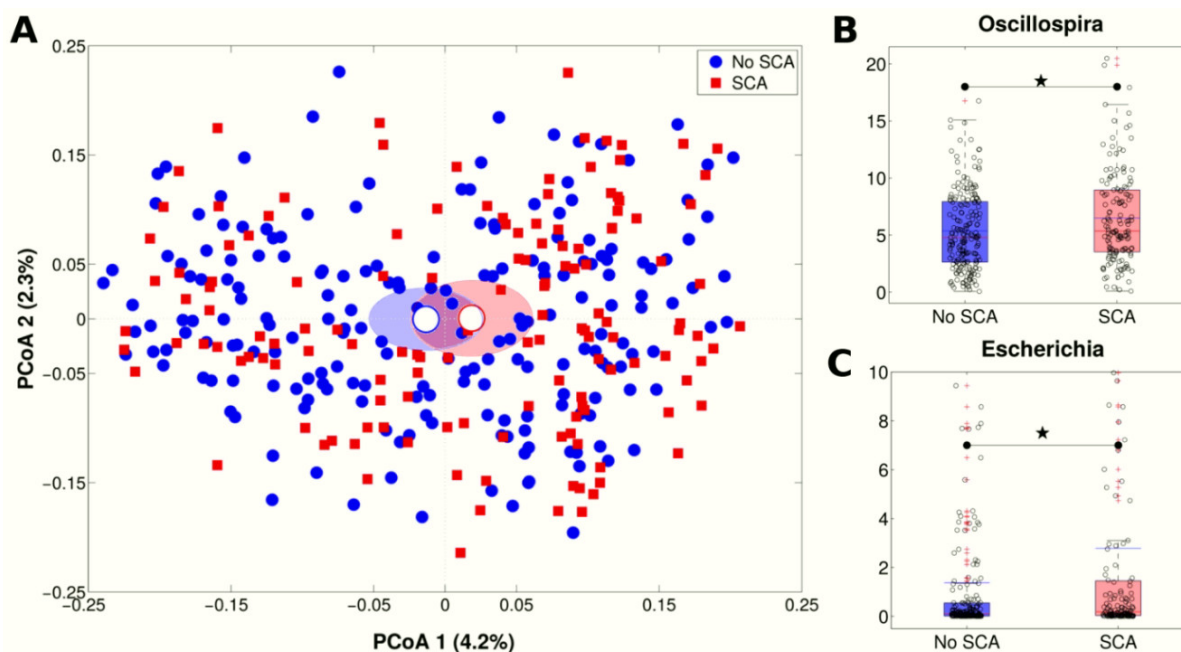 A
0.25
0.15
0.05
0
−0.05
−0.15
−0.25
−0.25
−0.15
−0.05
0
0.05
0.15
0.25
PCoA 2 (2.3%)
PCoA 1 (4.2%)
No SCA
SCA
B
Oscillospira
20
15
10
5
0
No SCA
SCA
C
Escherichia
10
8
6
4
2
0
No SCA
SCA